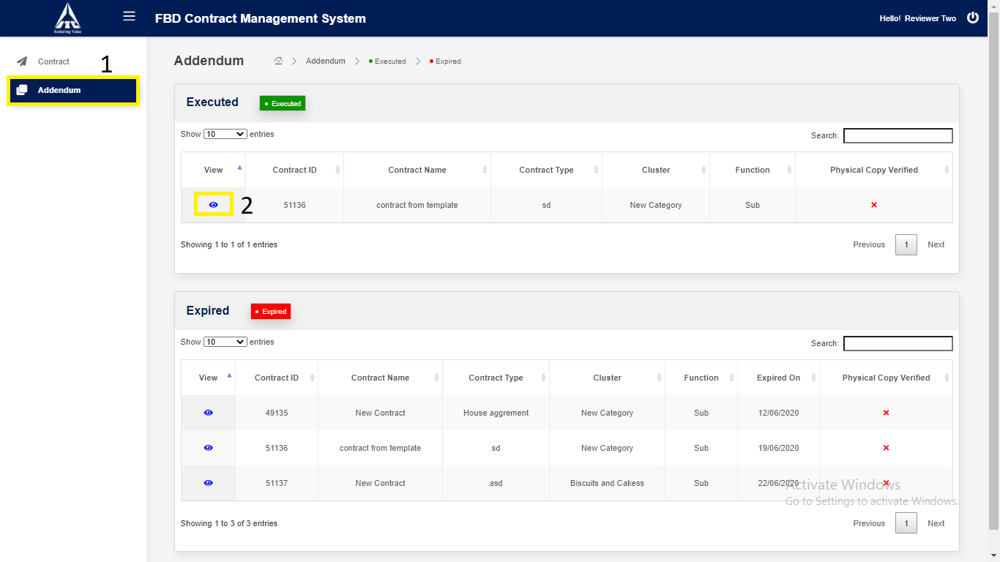 FBD Contract Management System
Hello! Reviewer Two
Enduring Value
Contract
1
Addendum
Addendum
Addendum
Executed
Expired
Executed
Executed
Show 10 entries
Search:
View Contract ID Contract Name Contract Type Cluster Function Physical Copy Verified
2 51136 contract from template sd New Category Sub
Showing 1 to 1 of 1 entries
Previous 1 Next
Expired
Expired
Show 10 entries
Search:
View Contract ID Contract Name Contract Type Cluster Function Expired On Physical Copy Verified
49135 New Contract House aggrement New Category Sub 12/06/2020
51136 contract from template sd New Category Sub 19/06/2020
51137 New Contract asd Biscuits and Cakess Sub 22/06/2020
Activate Windows
Go to Settings to activate Windows.
Showing 1 to 3 of 3 entries
Previous 1 Next